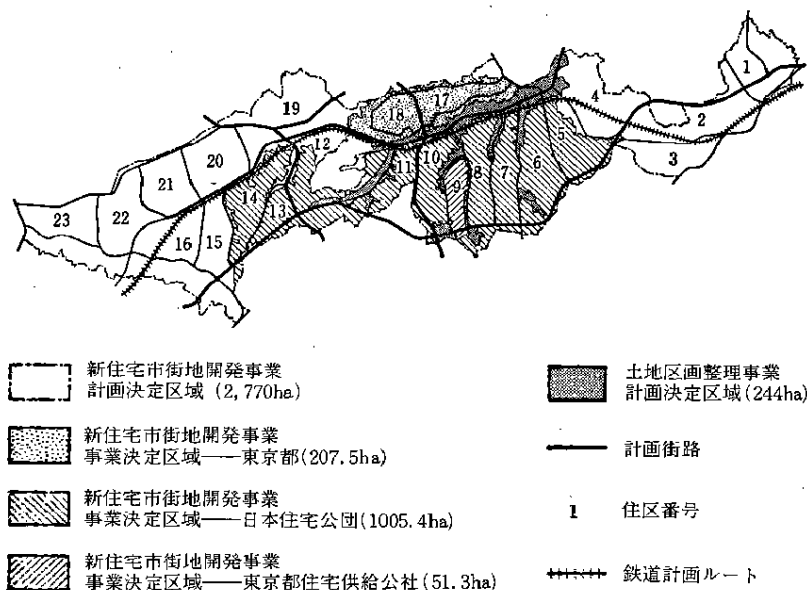 1
19
17
18
4
2
12
5
3
20
10
11
6
21
8
7
14
9
22
13
23
16
15
新住宅市街地開発事業
計画決定区域 (2,770ha)
新住宅市街地開発事業
事業決定区域——東京都(207.5ha)
新住宅市街地開発事業
事業決定区域——日本住宅公団(1005.4ha)
新住宅市街地開発事業
事業決定区域——東京都住宅供給公社(51.3ha)
土地区画整理事業
計画決定区域(244ha)
計画街路
1 住区番号
鉄道計画ルート